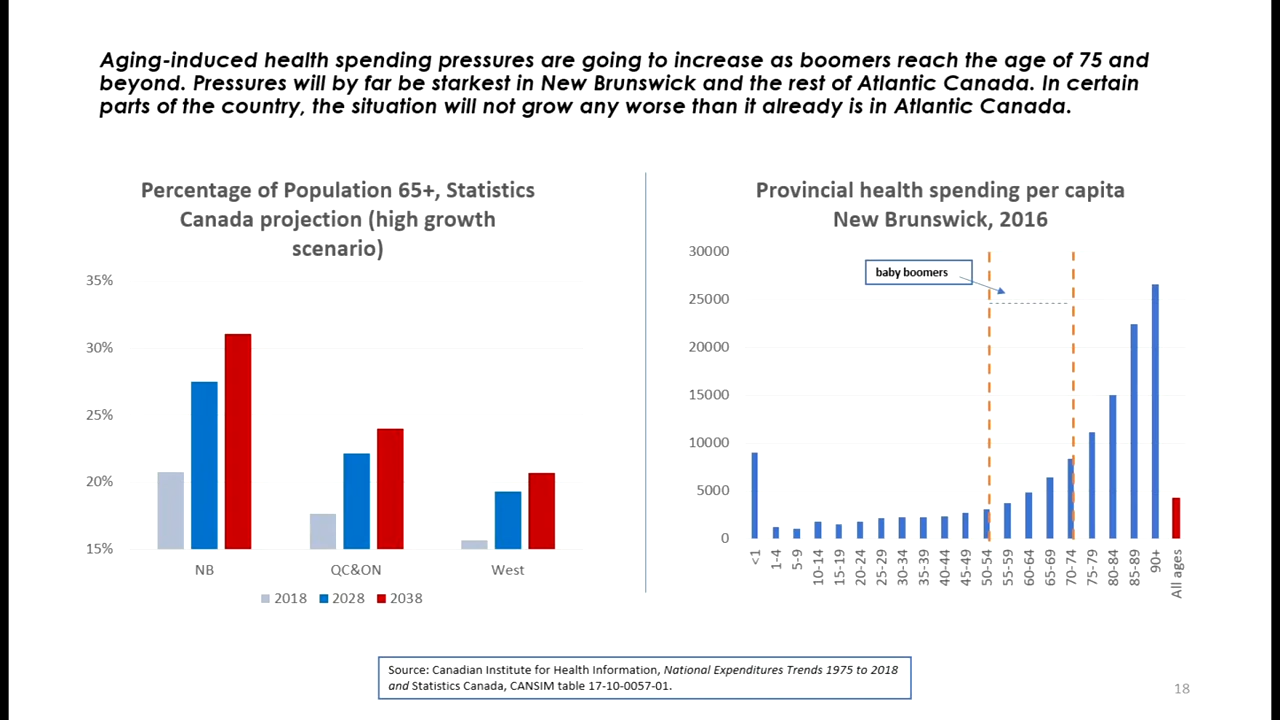 Aging-induced health spending pressures are going to increase as boomers reach the age of 75 and
beyond. Pressures will by far be starkest in New Brunswick and the rest of Atlantic Canada. In certain
parts of the country, the situation will not grow any worse than it already is in Atlantic Canada.
Percentage of Population 65+, Statistics
Canada projection (high growth
scenario)
35%
30%
25%
20%
15%
NB
QC&ON
West
2018
2028
2038
Provincial health spending per capita
New Brunswick, 2016
30000
25000
20000
15000
10000
5000
0
baby boomers
<1
1-4
5-9
10-14
15-19
20-24
25-29
30-34
35-39
40-44
45-49
50-54
55-59
60-64
65-69
70-74
75-79
80-84
85-89
90+
All ages
Source: Canadian Institute for Health Information, National Expenditures Trends 1975 to 2018
and Statistics Canada, CANSIM table 17-10-0057-01.
18